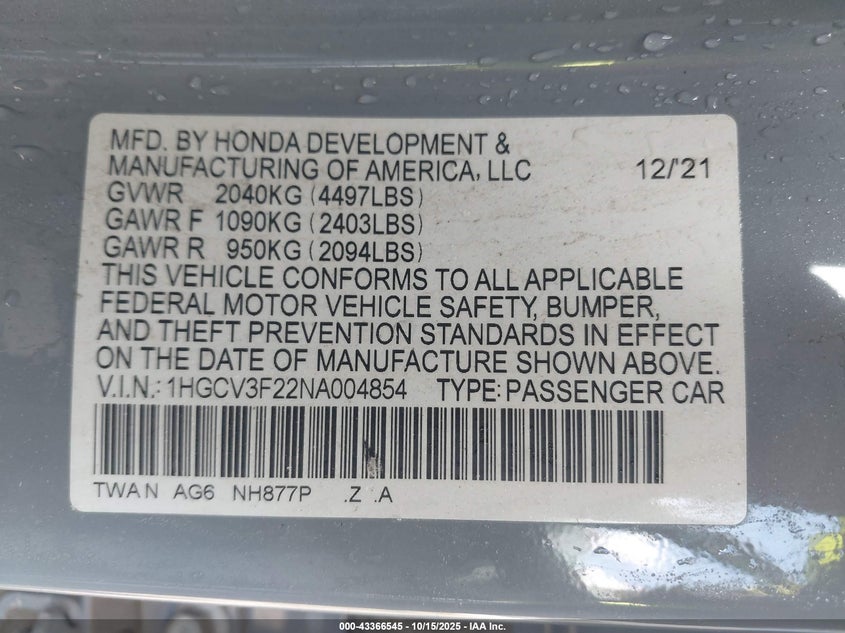 MFD. BY HONDA DEVELOPMENT &
MANUFACTURING OF AMERICA, LLC 12/'21
GVWR 2040KG (4497LBS)
GAWR F 1090KG (2403LBS)
GAWR R 950KG (2094LBS)
THIS VEHICLE CONFORMS TO ALL APPLICABLE
FEDERAL MOTOR VEHICLE SAFETY, BUMPER,
AND THEFT PREVENTION STANDARDS IN EFFECT
ON THE DATE OF MANUFACTURE SHOWN ABOVE.
V.I.N.: 1HGCV3F22NA004854 TYPE: PASSENGER CAR
TWAN AG6 NH877P .Z .A
000-43366545 - 10/15/2025 - IAA Inc.